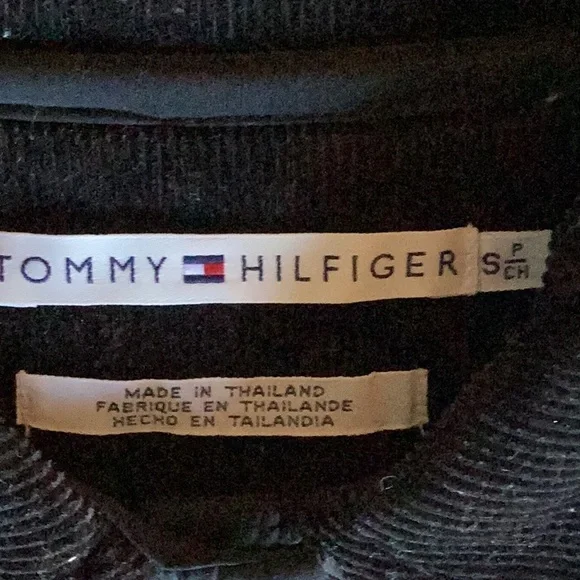 TOMMY HILFIGER S P/CH
MADE IN THAILAND
FABRIQUE EN THAILANDE
HECHO EN TAILANDIA